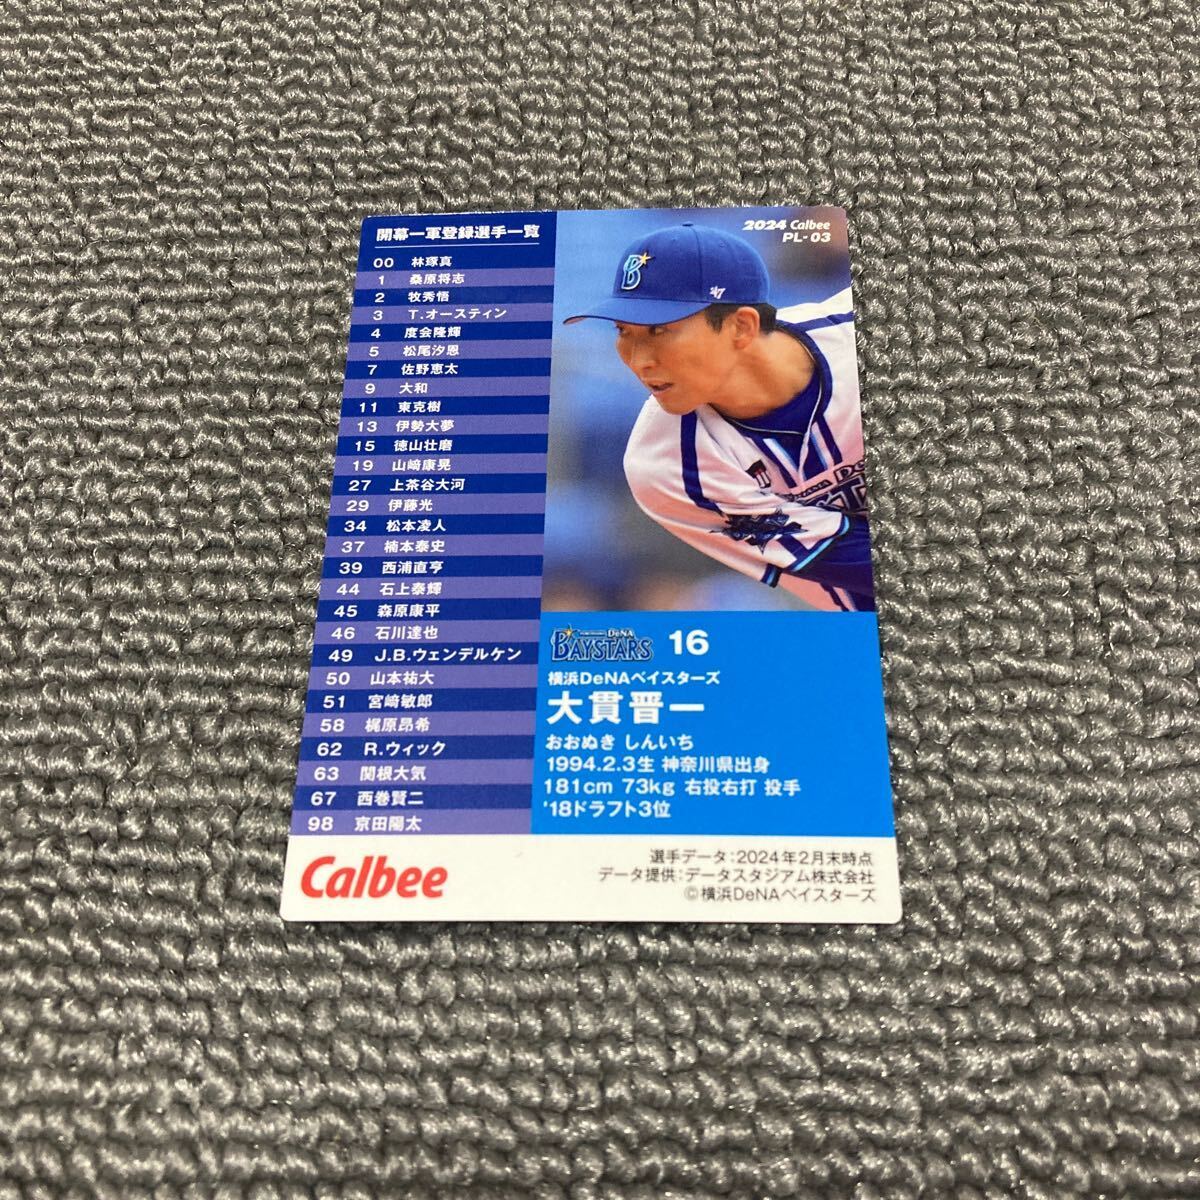 開幕一軍登録選手一覧
00 林琢真
1 桑原将志
2 牧秀悟
3 T.オースティン
4 度会隆輝
5 松尾汐恩
7 佐野恵太
9 大和
11 東克樹
13 伊勢大夢
15 徳山壮磨
19 山﨑康晃
27 上茶谷大河
29 伊藤光
34 松本凌人
37 楠本泰史
39 西浦直亨
44 石上泰輝
45 森原康平
46 石川達也
49 J.B.ウェンデルケン
50 山本祐大
51 宮﨑敏郎
58 梶原昂希
62 R.ウィック
63 関根大気
67 西巻賢二
98 京田陽太
2024 Calbee
PL-03
B
'47
DeNA
BAYSTARS 16
横浜DeNAベイスターズ
大貫晋一
おおぬき しんいち
1994.2.3生 神奈川県出身
181cm 73kg 右投右打 投手
'18ドラフト3位
Calbee
選手データ:2024年2月末時点
データ提供:データスタジアム株式会社
©横浜DeNAベイスターズ